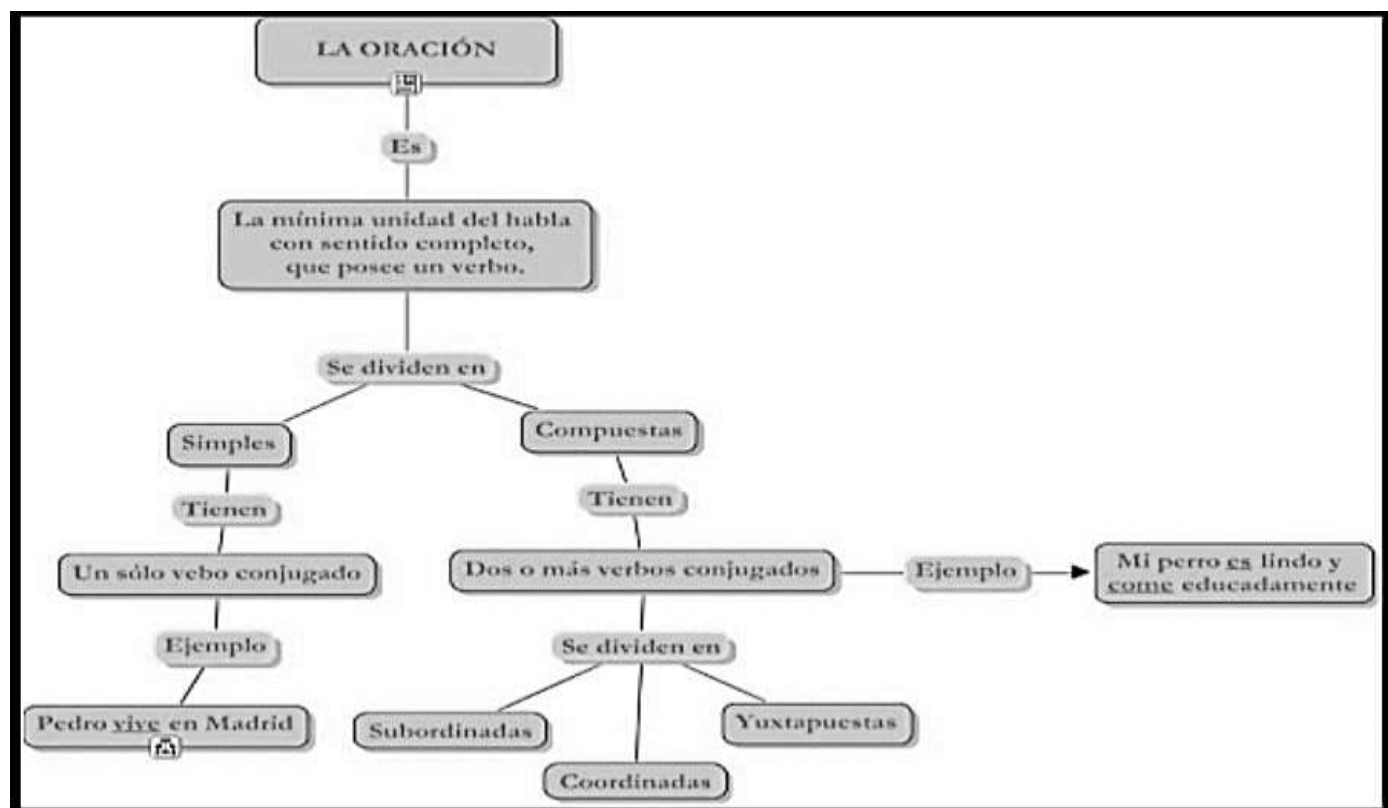 LA ORACIÓN
Es
La mínima unidad del habla
con sentido completo,
que posee un verbo.
Se dividen en
Simples
Compuestas
Tienen
Tienen
Un sólo vebo conjugado
Dos o más verbos conjugados
Ejemplo
Mi perro es lindo y
come educadamente
Ejemplo
Se dividen en
Pedro vive en Madrid
Subordinadas
Yuxtapuestas
Coordinadas